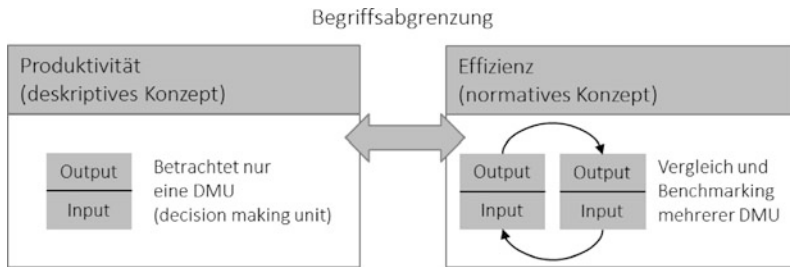 Begriffsabgrenzung
Produktivität
(deskriptives Konzept)
Output
Input
Betrachtet nur
eine DMU
(decision making unit)
Effizienz
(normatives Konzept)
Output
Input
Output
Input
Vergleich und
Benchmarking
mehrerer DMU